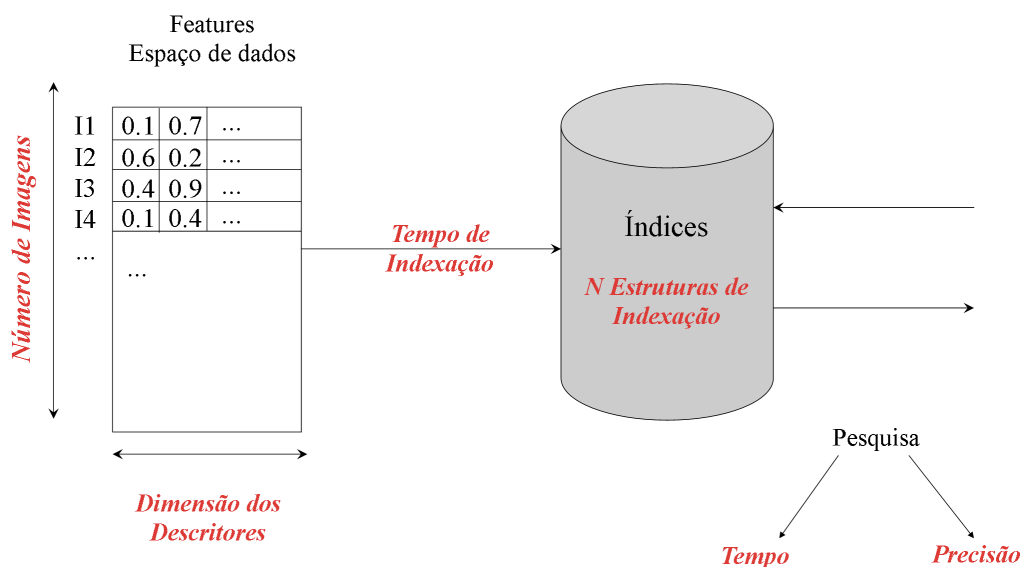 Features
Espaço de dados
Número de Imagens
I1 0.1 0.7 ...
I2 0.6 0.2 ...
I3 0.4 0.9 ...
I4 0.1 0.4 ...
... ...
Dimensão dos
Descritores
Tempo de
Indexação
Índices
N Estruturas de
Indexação
Pesquisa
Tempo Precisão